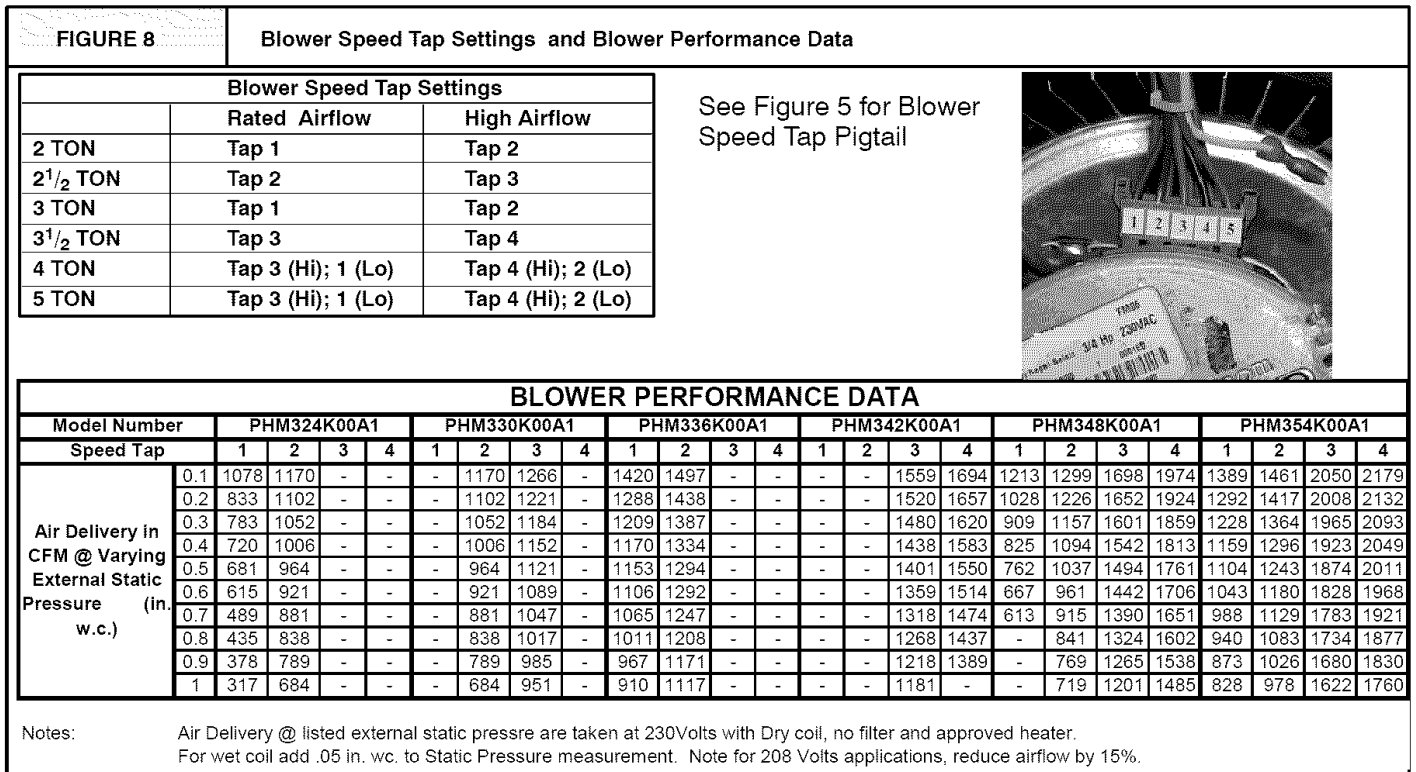 FIGURE 8
Blower Speed Tap Settings and Blower Performance Data
Blower Speed Tap Settings
Rated Airflow High Airflow
2 TON Tap 1 Tap 2
2 1/2 TON Tap 2 Tap 3
3 TON Tap 1 Tap 2
3 1/2 TON Tap 3 Tap 4
4 TON Tap 3 (Hi); 1 (Lo) Tap 4 (Hi); 2 (Lo)
5 TON Tap 3 (Hi); 1 (Lo) Tap 4 (Hi); 2 (Lo)
See Figure 5 for Blower
Speed Tap Pigtail
1 2 3 4 5
3/4 Hp 230VAC
BLOWER PERFORMANCE DATA
Model Number PHM324K00A1 PHM330K00A1 PHM336K00A1 PHM342K00A1 PHM348K00A1 PHM354K00A1
Speed Tap 1 2 3 4 1 2 3 4 1 2 3 4 1 2 3 4 1 2 3 4 1 2 3 4
Air Delivery in
CFM @ Varying
External Static
Pressure (in.
w.c.)
0.1 1078 1170 - - - 1170 1266 - 1420 1497 - - - - 1559 1694 1213 1299 1698 1974 1389 1461 2050 2179
0.2 833 1102 - - - 1102 1221 - 1288 1438 - - - - 1520 1657 1028 1226 1652 1924 1292 1417 2008 2132
0.3 783 1052 - - - 1052 1184 - 1209 1387 - - - - 1480 1620 909 1157 1601 1859 1228 1364 1965 2093
0.4 720 1006 - - - 1006 1152 - 1170 1334 - - - - 1438 1583 825 1094 1542 1813 1159 1296 1923 2049
0.5 681 964 - - - 964 1121 - 1153 1294 - - - - 1401 1550 762 1037 1494 1761 1104 1243 1874 2011
0.6 615 921 - - - 921 1089 - 1106 1292 - - - - 1359 1514 667 961 1442 1706 1043 1180 1828 1968
0.7 489 881 - - - 881 1047 - 1065 1247 - - - - 1318 1474 613 915 1390 1651 988 1129 1783 1921
0.8 435 838 - - - 838 1017 - 1011 1208 - - - - 1268 1437 - 841 1324 1602 940 1083 1734 1877
0.9 378 789 - - - 789 985 - 967 1171 - - - - 1218 1389 - 769 1265 1538 873 1026 1680 1830
1 317 684 - - - 684 951 - 910 1117 - - - - 1181 - - 719 1201 1485 828 978 1622 1760
Notes: Air Delivery @ listed external static pressre are taken at 230Volts with Dry coil, no filter and approved heater.
For wet coil add .05 in. wc. to Static Pressure measurement. Note for 208 Volts applications, reduce airflow by 15%.